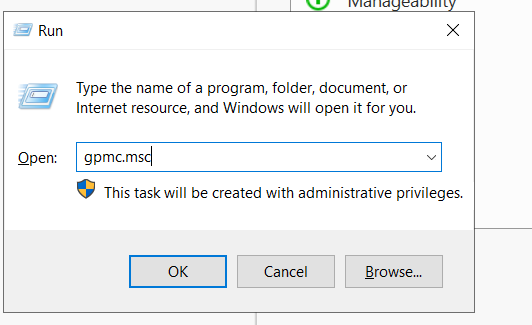 Manageability
Run
Type the name of a program, folder, document, or
Internet resource, and Windows will open it for you.
Open:
gpmc.msc
This task will be created with administrative privileges.
OK
Cancel
Browse...